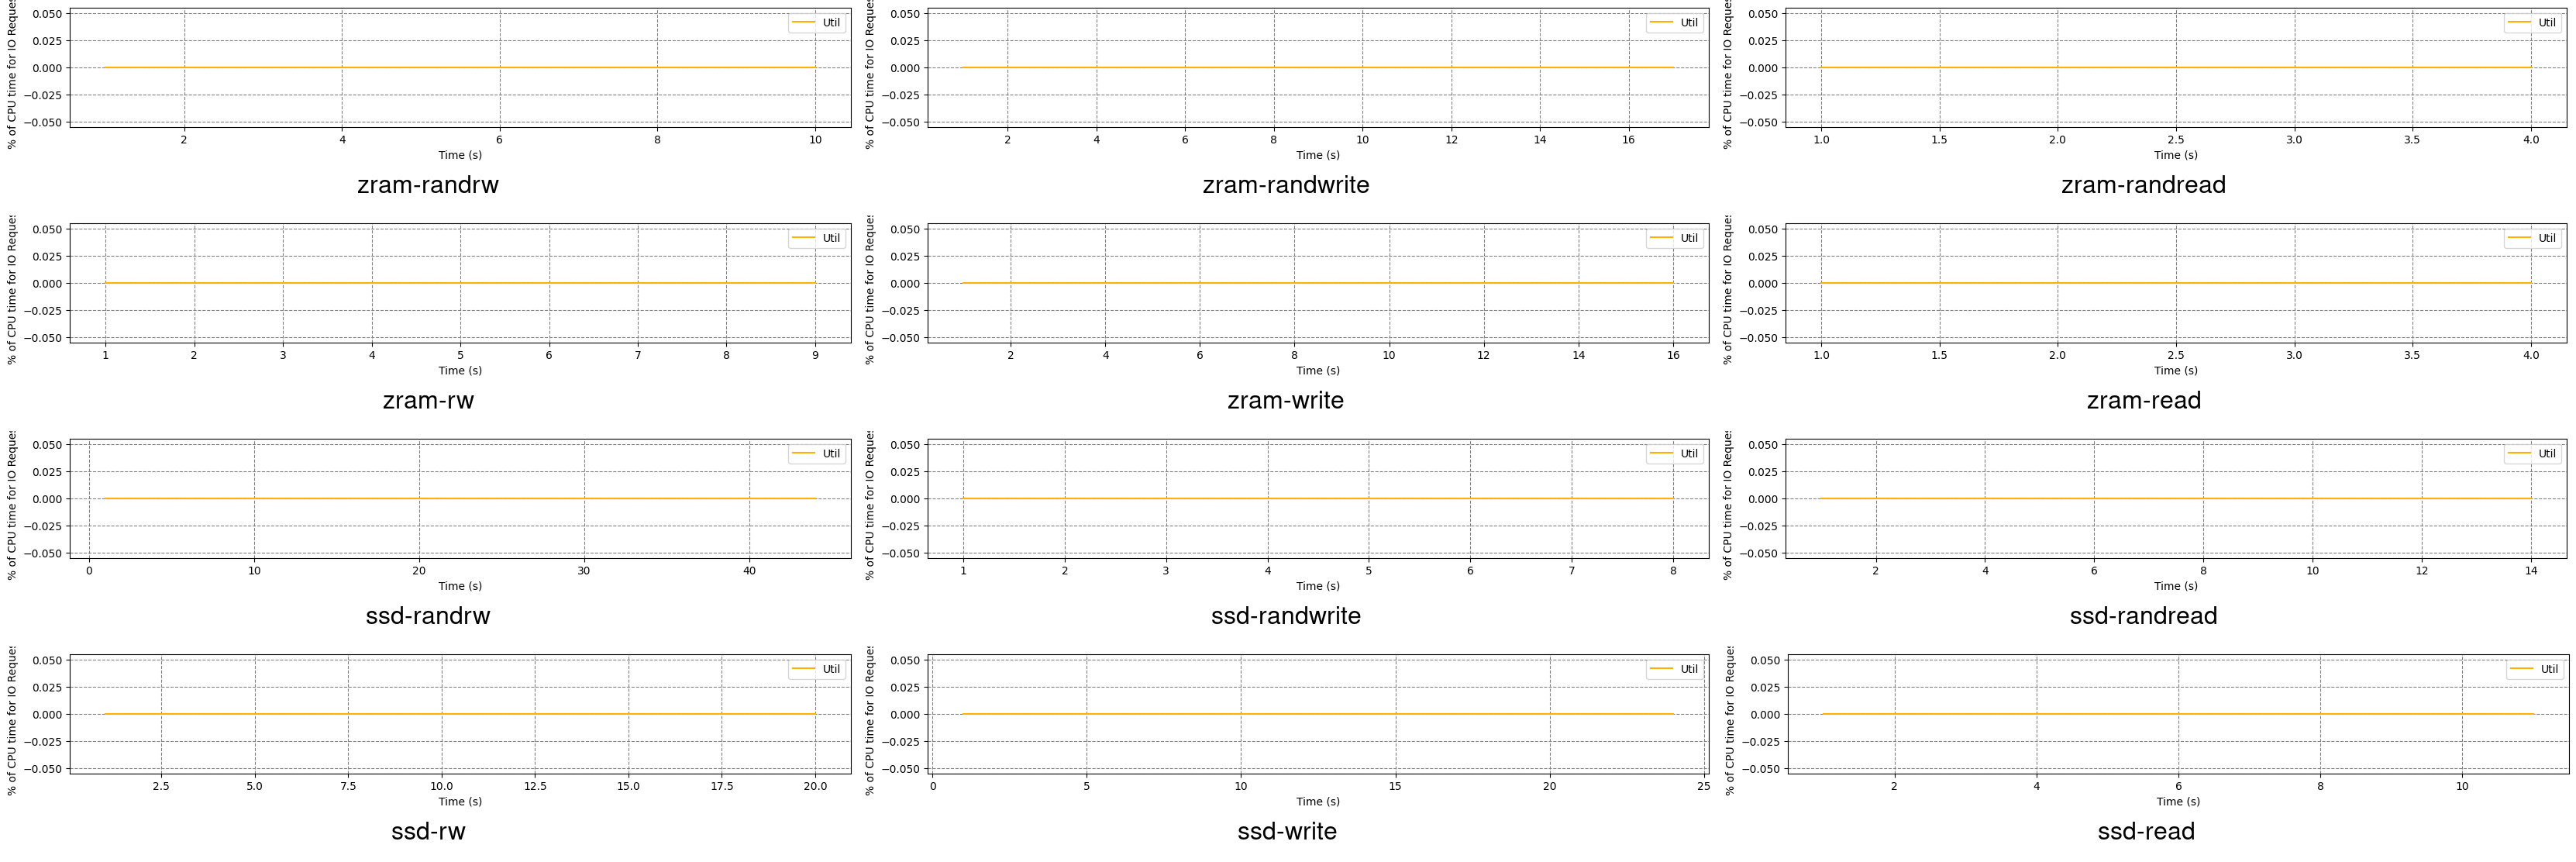 % of CPU time for IO Reques
0.050
0.025
0.000
−0.025
−0.050
Util
2 4 6 8 10
Time (s)
zram-randrw
% of CPU time for IO Reques
0.050
0.025
0.000
−0.025
−0.050
Util
2 4 6 8 10 12 14 16
Time (s)
zram-randwrite
% of CPU time for IO Reques
0.050
0.025
0.000
−0.025
−0.050
Util
1.0 1.5 2.0 2.5 3.0 3.5 4.0
Time (s)
zram-randread
% of CPU time for IO Reques
0.050
0.025
0.000
−0.025
−0.050
Util
1 2 3 4 5 6 7 8 9
Time (s)
zram-rw
% of CPU time for IO Reques
0.050
0.025
0.000
−0.025
−0.050
Util
2 4 6 8 10 12 14 16
Time (s)
zram-write
% of CPU time for IO Reques
0.050
0.025
0.000
−0.025
−0.050
Util
1.0 1.5 2.0 2.5 3.0 3.5 4.0
Time (s)
zram-read
% of CPU time for IO Reques
0.050
0.025
0.000
−0.025
−0.050
Util
0 10 20 30 40
Time (s)
ssd-randrw
% of CPU time for IO Reques
0.050
0.025
0.000
−0.025
−0.050
Util
1 2 3 4 5 6 7 8
Time (s)
ssd-randwrite
% of CPU time for IO Reques
0.050
0.025
0.000
−0.025
−0.050
Util
2 4 6 8 10 12 14
Time (s)
ssd-randread
% of CPU time for IO Reques
0.050
0.025
0.000
−0.025
−0.050
Util
2.5 5.0 7.5 10.0 12.5 15.0 17.5 20.0
Time (s)
ssd-rw
% of CPU time for IO Reques
0.050
0.025
0.000
−0.025
−0.050
Util
0 5 10 15 20 25
Time (s)
ssd-write
% of CPU time for IO Reques
0.050
0.025
0.000
−0.025
−0.050
Util
2 4 6 8 10
Time (s)
ssd-read